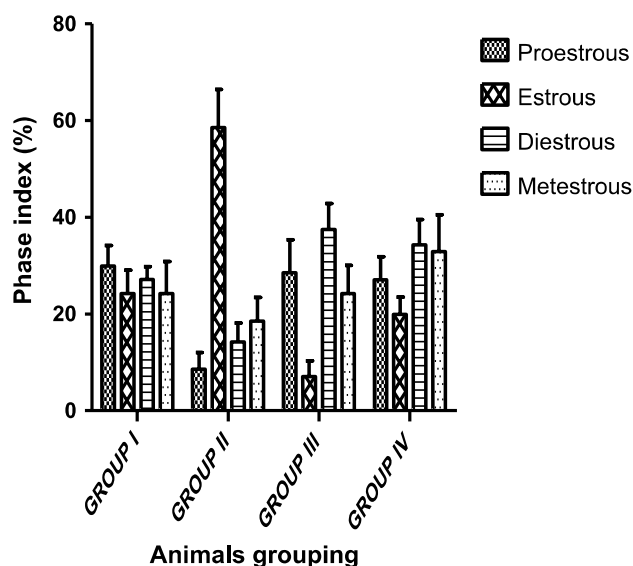 80
60
40
20
0
Phase index (%)
GROUP I
GROUP II
GROUP III
GROUP IV
Animals grouping
Proestrous
Estrous
Diestrous
Metestrous